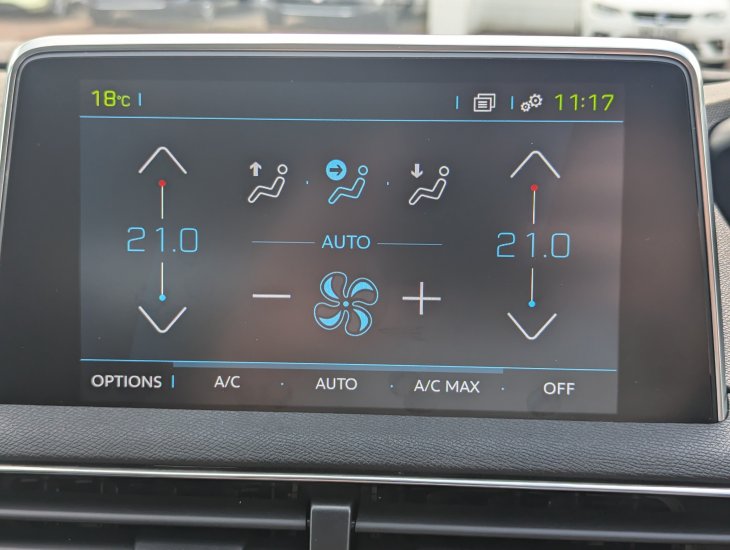 18°C 11:17
21.0 21.0
AUTO
OPTIONS A/C AUTO A/C MAX OFF